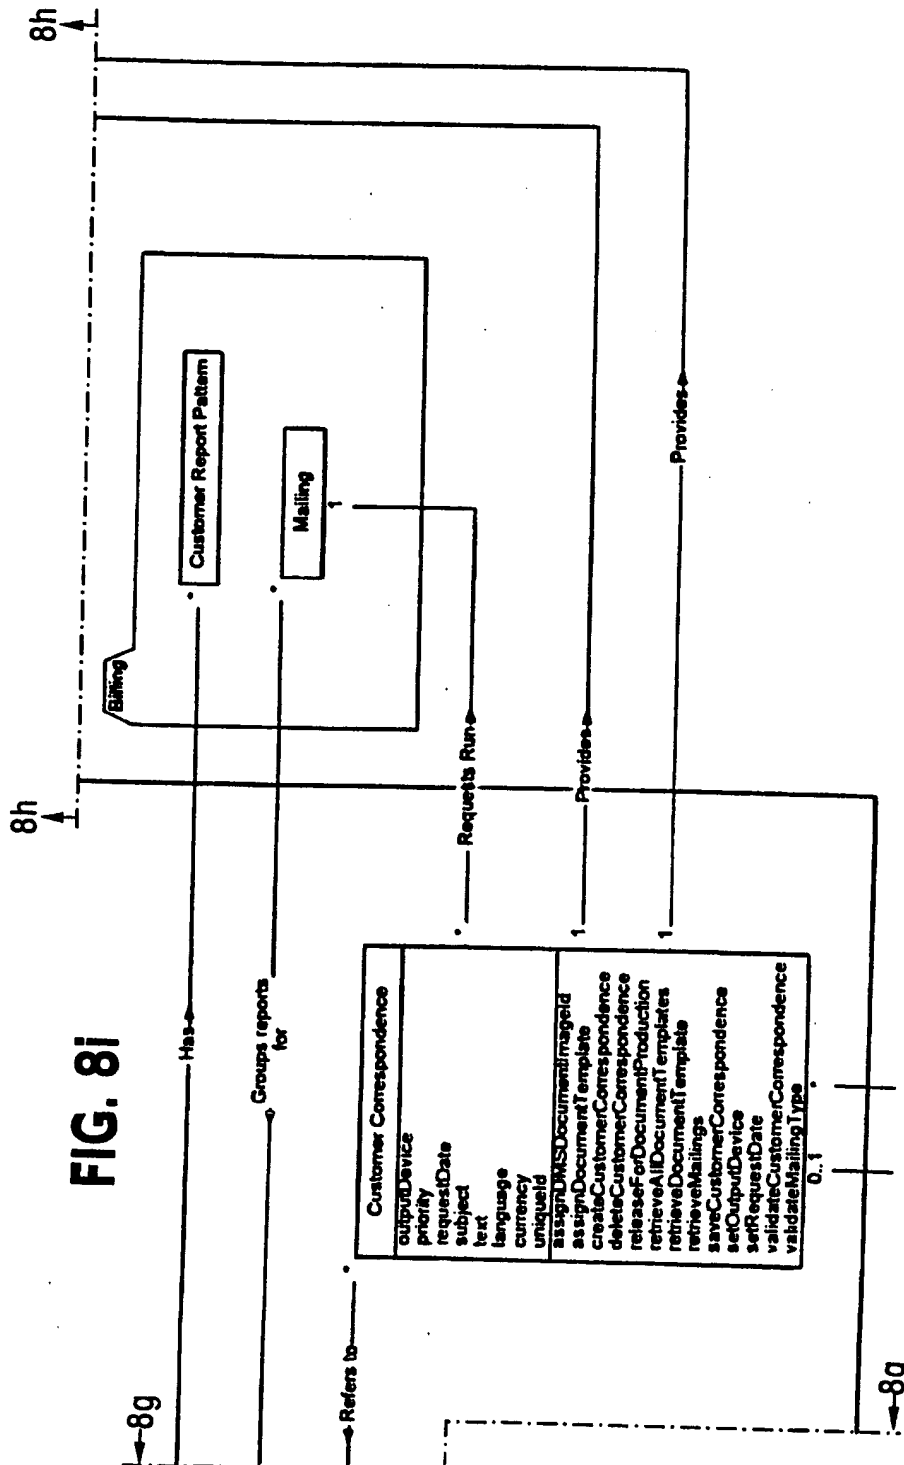 FIG. 8i
8h
8h
8g
8g
Billing
Customer Report Pattern
*
Mailing
*
1
Has
Groups reports
for
Refers to
*
Requests Run
*
Provides
1
Provides
1
Customer Correspondence
outputDevice
priority
requestDate
subject
text
language
currency
uniqueId
assignDMSDocumentImageId
assignDocumentTemplate
createCustomerCorrespondence
deleteCustomerCorrespondence
releaseForDocumentProduction
retrieveAllDocumentTemplates
retrieveDocumentTemplate
retrieveMailings
saveCustomerCorrespondence
setOutputDevice
setRequestDate
validateCustomerCorrespondence
validateMailingType
0..1
*